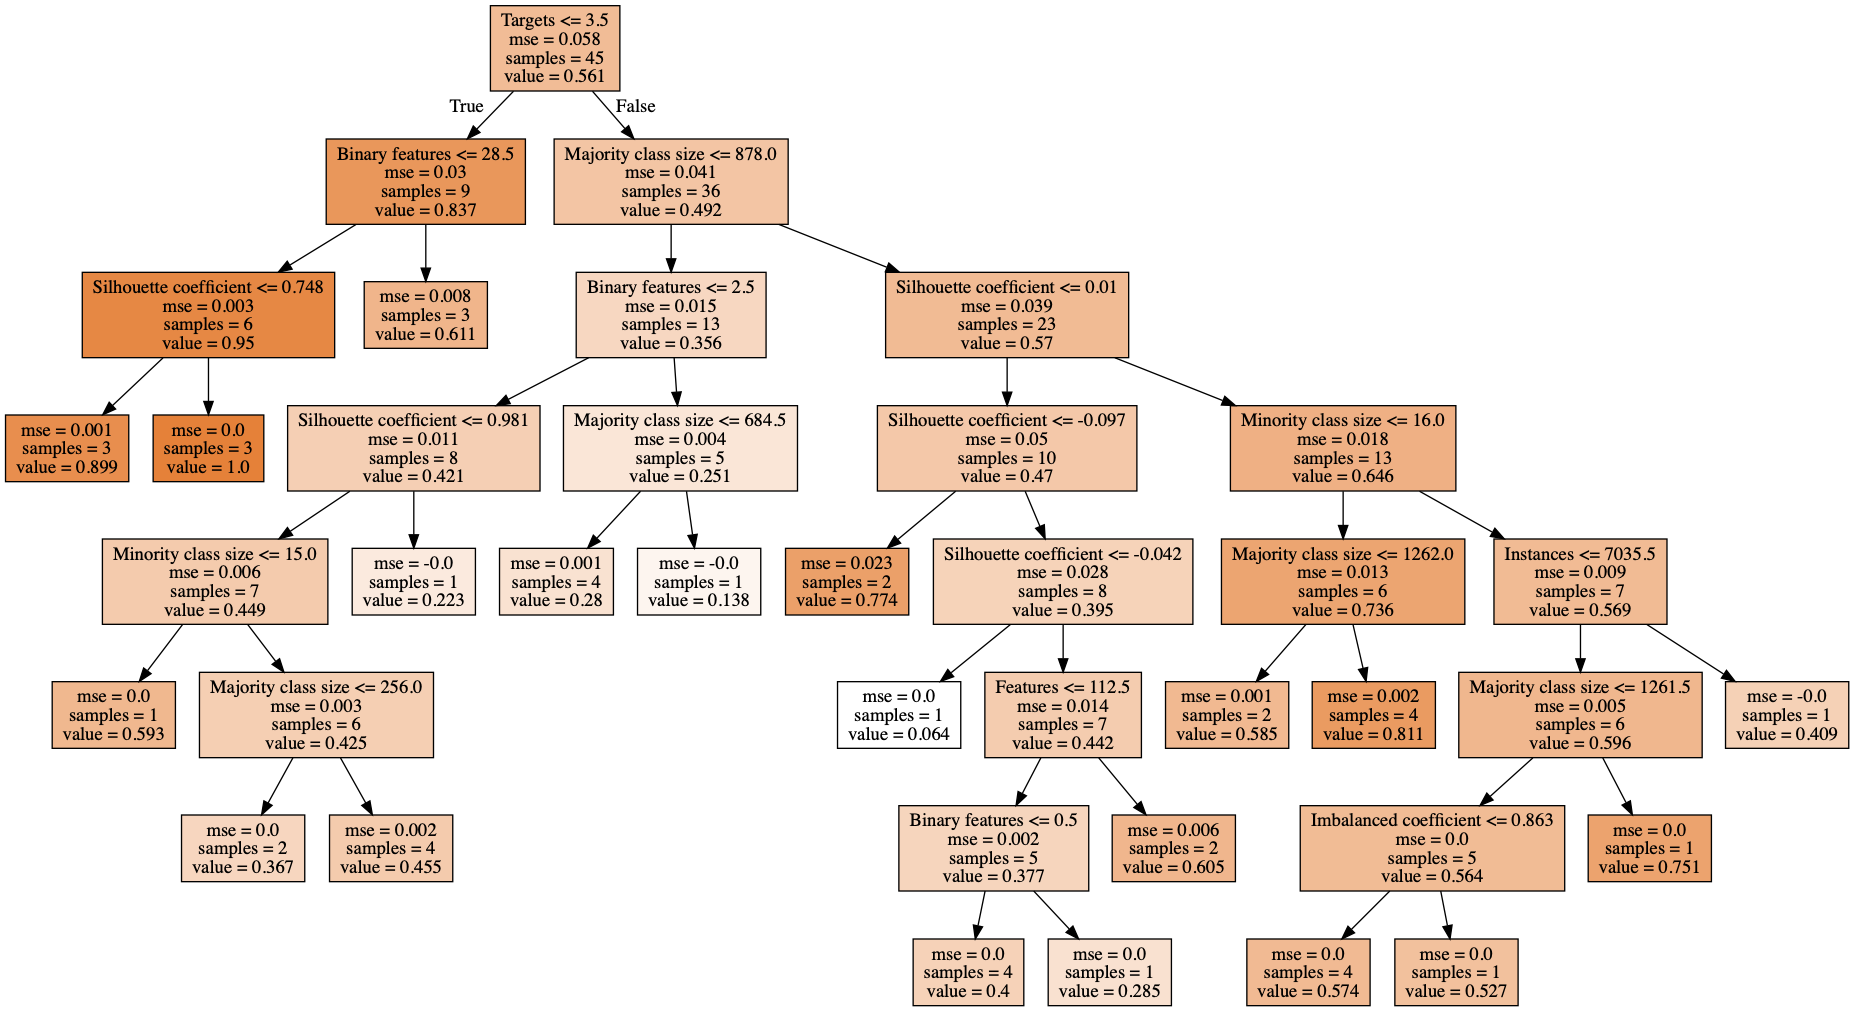 Targets <= 3.5
mse = 0.058
samples = 45
value = 0.561
True
False
Binary features <= 28.5
mse = 0.03
samples = 9
value = 0.837
Majority class size <= 878.0
mse = 0.041
samples = 36
value = 0.492
Silhouette coefficient <= 0.748
mse = 0.003
samples = 6
value = 0.95
mse = 0.008
samples = 3
value = 0.611
Binary features <= 2.5
mse = 0.015
samples = 13
value = 0.356
Silhouette coefficient <= 0.01
mse = 0.039
samples = 23
value = 0.57
mse = 0.001
samples = 3
value = 0.899
mse = 0.0
samples = 3
value = 1.0
Silhouette coefficient <= 0.981
mse = 0.011
samples = 8
value = 0.421
Majority class size <= 684.5
mse = 0.004
samples = 5
value = 0.251
Silhouette coefficient <= -0.097
mse = 0.05
samples = 10
value = 0.47
Minority class size <= 16.0
mse = 0.018
samples = 13
value = 0.646
Minority class size <= 15.0
mse = 0.006
samples = 7
value = 0.449
mse = -0.0
samples = 1
value = 0.223
mse = 0.001
samples = 4
value = 0.28
mse = -0.0
samples = 1
value = 0.138
mse = 0.023
samples = 2
value = 0.774
Silhouette coefficient <= -0.042
mse = 0.028
samples = 8
value = 0.395
Majority class size <= 1262.0
mse = 0.013
samples = 6
value = 0.736
Instances <= 7035.5
mse = 0.009
samples = 7
value = 0.569
mse = 0.0
samples = 1
value = 0.593
Majority class size <= 256.0
mse = 0.003
samples = 6
value = 0.425
mse = 0.0
samples = 1
value = 0.064
Features <= 112.5
mse = 0.014
samples = 7
value = 0.442
mse = 0.001
samples = 2
value = 0.585
mse = 0.002
samples = 4
value = 0.811
Majority class size <= 1261.5
mse = 0.005
samples = 6
value = 0.596
mse = -0.0
samples = 1
value = 0.409
mse = 0.0
samples = 2
value = 0.367
mse = 0.002
samples = 4
value = 0.455
Binary features <= 0.5
mse = 0.002
samples = 5
value = 0.377
mse = 0.006
samples = 2
value = 0.605
Imbalanced coefficient <= 0.863
mse = 0.0
samples = 5
value = 0.564
mse = 0.0
samples = 1
value = 0.751
mse = 0.0
samples = 4
value = 0.4
mse = 0.0
samples = 1
value = 0.285
mse = 0.0
samples = 4
value = 0.574
mse = 0.0
samples = 1
value = 0.527